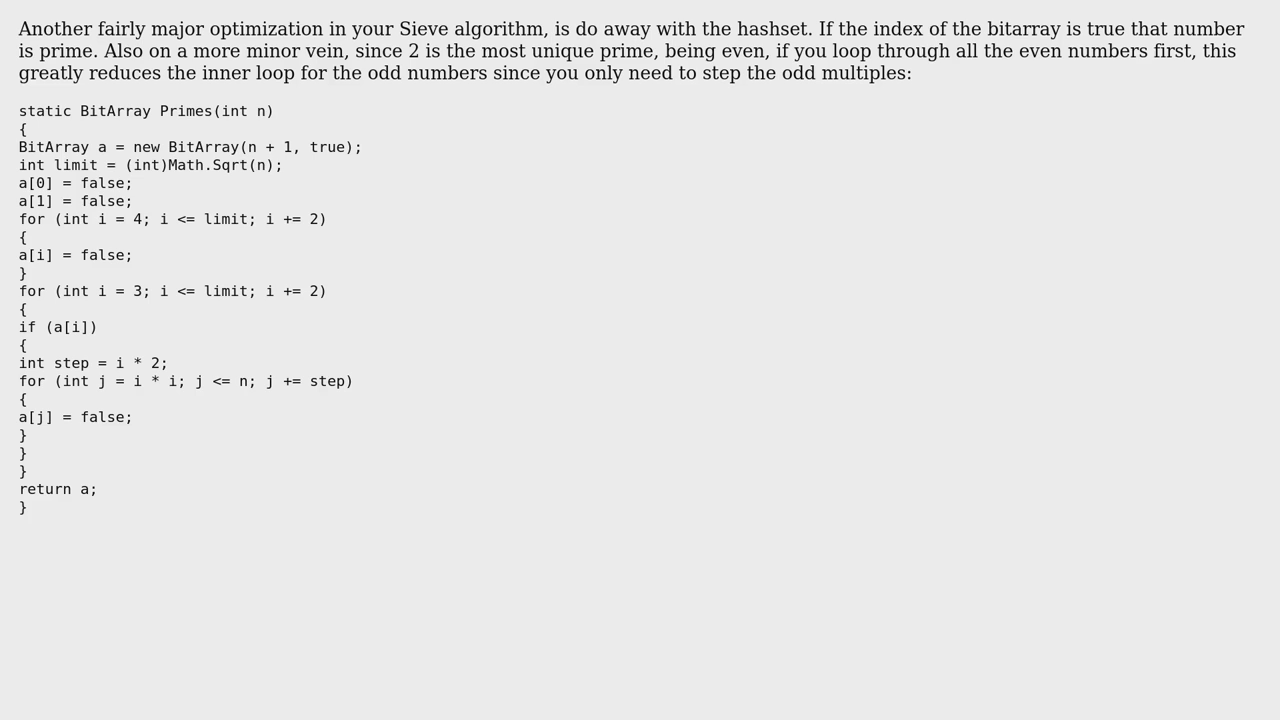 Another fairly major optimization in your Sieve algorithm, is do away with the hashset. If the index of the bitarray is true that number
is prime. Also on a more minor vein, since 2 is the most unique prime, being even, if you loop through all the even numbers first, this
greatly reduces the inner loop for the odd numbers since you only need to step the odd multiples:
static BitArray Primes(int n)
{
BitArray a = new BitArray(n + 1, true);
int limit = (int)Math.Sqrt(n);
a[0] = false;
a[1] = false;
for (int i = 4; i <= limit; i += 2)
{
a[i] = false;
}
for (int i = 3; i <= limit; i += 2)
{
if (a[i])
{
int step = i * 2;
for (int j = i * i; j <= n; j += step)
{
a[j] = false;
}
}
}
return a;
}